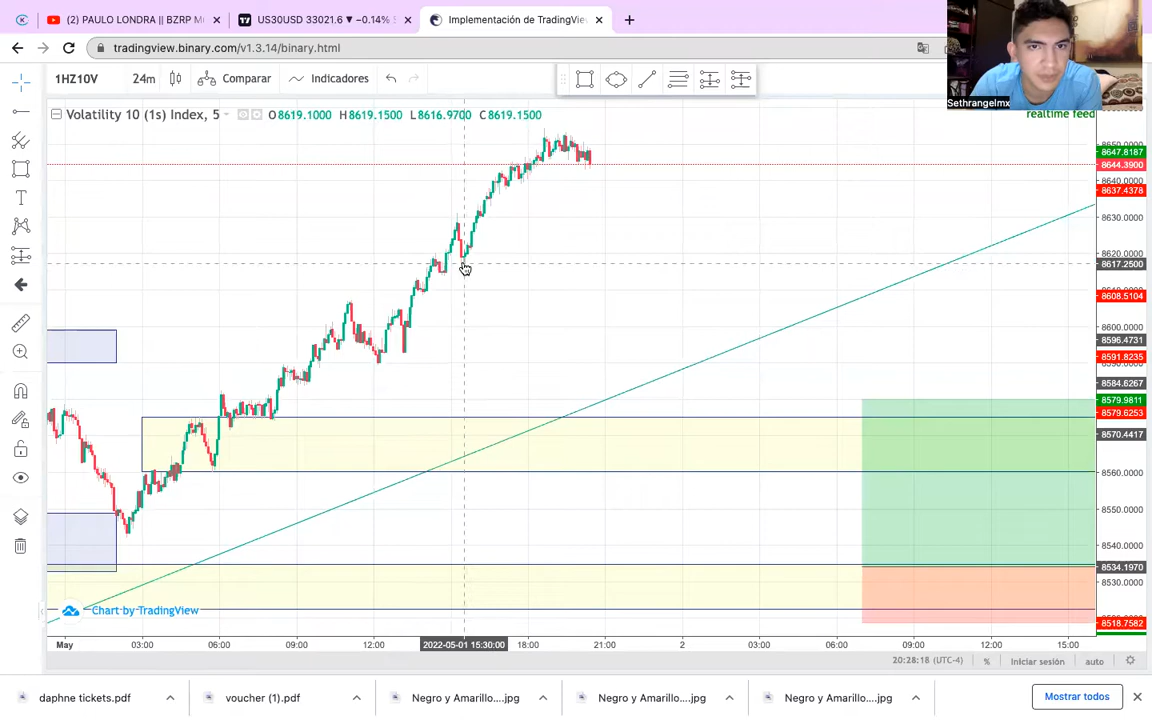 (2) PAULO LONDRA || BZRP M
US30USD 33021.6 ▼ −0.14%
Implementación de TradingVie
tradingview.binary.com/v1.3.14/binary.html
Sethrangelmx
1HZ10V
24m
Comparar
Indicadores
Volatility 10 (1s) Index, 5
O8619.1000 H8619.1500 L8616.9700 C8619.1500
realtime feed
8647.8187
8644.3900
8640.0000
8637.4378
8630.0000
8620.0000
8617.2500
8608.5104
8600.0000
8596.4731
8591.8235
8584.6267
8579.9811
8579.6253
8570.4417
8560.0000
8550.0000
8540.0000
8534.1970
8530.0000
8518.7582
Chart by TradingView
May
03:00
06:00
09:00
12:00
2022-05-01 15:30:00
18:00
21:00
2
03:00
06:00
09:00
12:00
15:00
20:28:18 (UTC-4)
%
Iniciar sesión
auto
daphne tickets.pdf
voucher (1).pdf
Negro y Amarillo....jpg
Negro y Amarillo....jpg
Negro y Amarillo....jpg
Mostrar todos